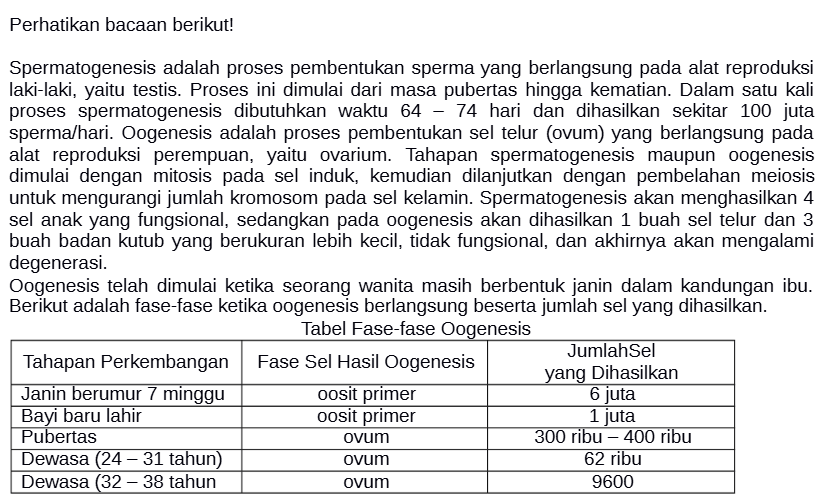 Perhatikan bacaan berikut!
Spermatogenesis adalah proses pembentukan sperma yang berlangsung pada alat reproduksi
laki-laki, yaitu testis. Proses ini dimulai dari masa pubertas hingga kematian. Dalam satu kali
proses spermatogenesis dibutuhkan waktu 64 – 74 hari dan dihasilkan sekitar 100 juta
sperma/hari. Oogenesis adalah proses pembentukan sel telur (ovum) yang berlangsung pada
alat reproduksi perempuan, yaitu ovarium. Tahapan spermatogenesis maupun oogenesis
dimulai dengan mitosis pada sel induk, kemudian dilanjutkan dengan pembelahan meiosis
untuk mengurangi jumlah kromosom pada sel kelamin. Spermatogenesis akan menghasilkan 4
sel anak yang fungsional, sedangkan pada oogenesis akan dihasilkan 1 buah sel telur dan 3
buah badan kutub yang berukuran lebih kecil, tidak fungsional, dan akhirnya akan mengalami
degenerasi.
Oogenesis telah dimulai ketika seorang wanita masih berbentuk janin dalam kandungan ibu.
Berikut adalah fase-fase ketika oogenesis berlangsung beserta jumlah sel yang dihasilkan.
Tabel Fase-fase Oogenesis
Tahapan Perkembangan Fase Sel Hasil Oogenesis JumlahSel
yang Dihasilkan
Janin berumur 7 minggu oosit primer 6 juta
Bayi baru lahir oosit primer 1 juta
Pubertas ovum 300 ribu – 400 ribu
Dewasa (24 – 31 tahun) ovum 62 ribu
Dewasa (32 – 38 tahun ovum 9600